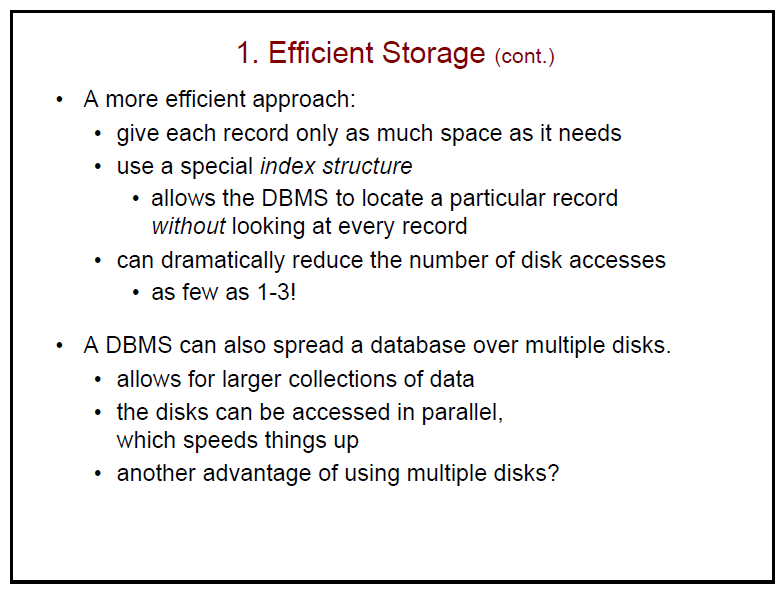 1. Efficient Storage (cont.)
• A more efficient approach:
• give each record only as much space as it needs
• use a special index structure
• allows the DBMS to locate a particular record
without looking at every record
• can dramatically reduce the number of disk accesses
• as few as 1-3!
• A DBMS can also spread a database over multiple disks.
• allows for larger collections of data
• the disks can be accessed in parallel,
which speeds things up
• another advantage of using multiple disks?